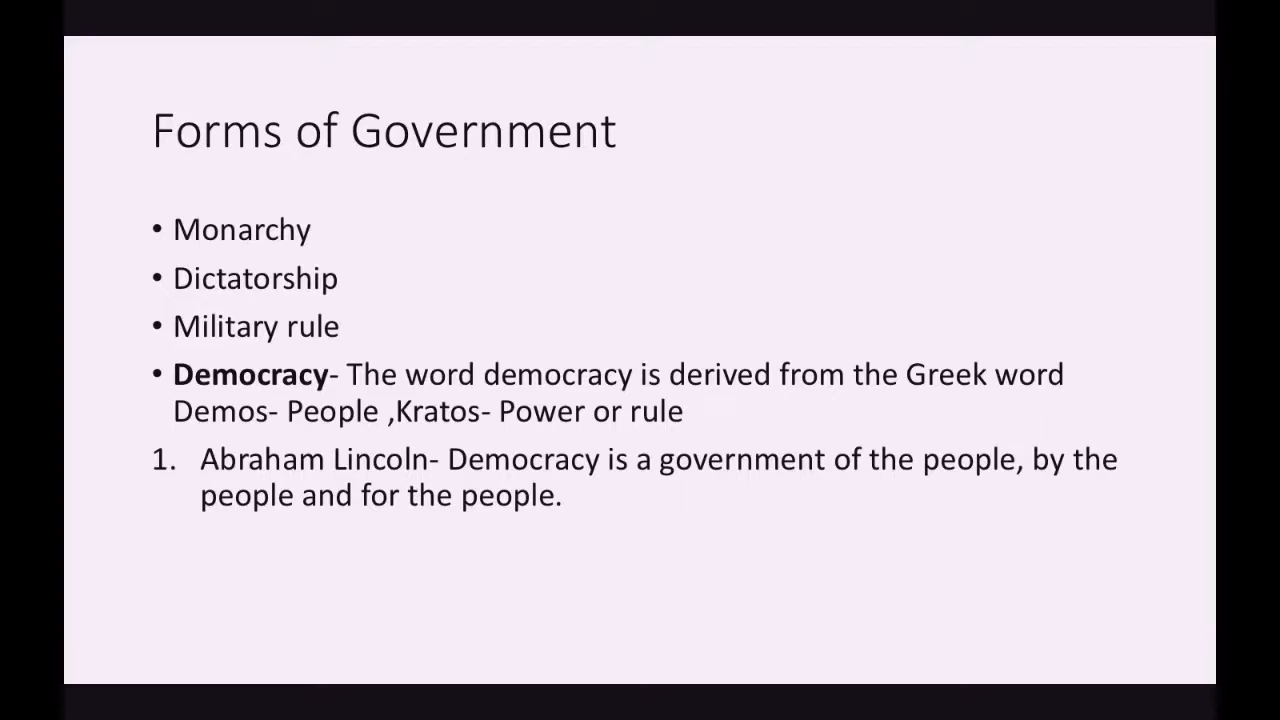 Forms of Government
• Monarchy
• Dictatorship
• Military rule
• Democracy- The word democracy is derived from the Greek word
Demos- People ,Kratos- Power or rule
1. Abraham Lincoln- Democracy is a government of the people, by the
people and for the people.